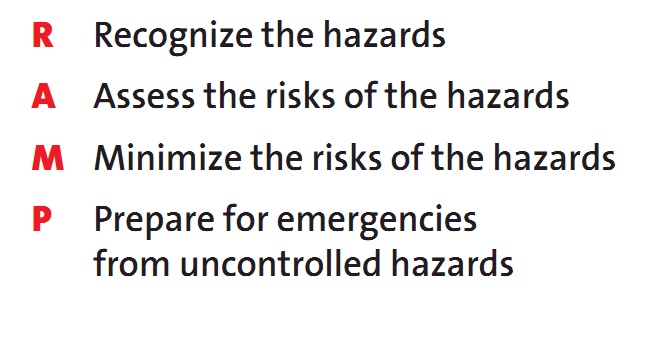 R Recognize the hazards
A Assess the risks of the hazards
M Minimize the risks of the hazards
P Prepare for emergencies
from uncontrolled hazards